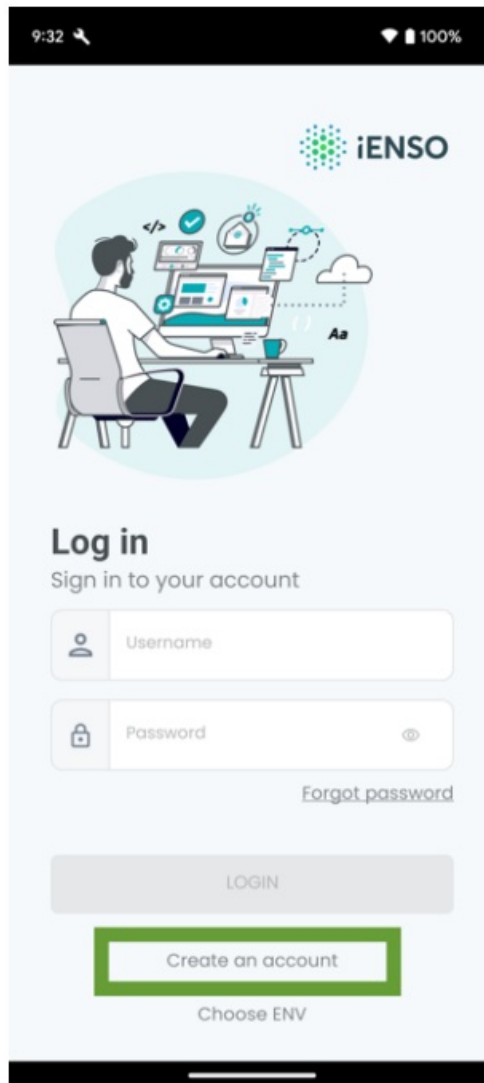 9:32
100%
iENSO
</>
Aa
Log in
Sign in to your account
Username
Password
Forgot password
LOGIN
Create an account
Choose ENV